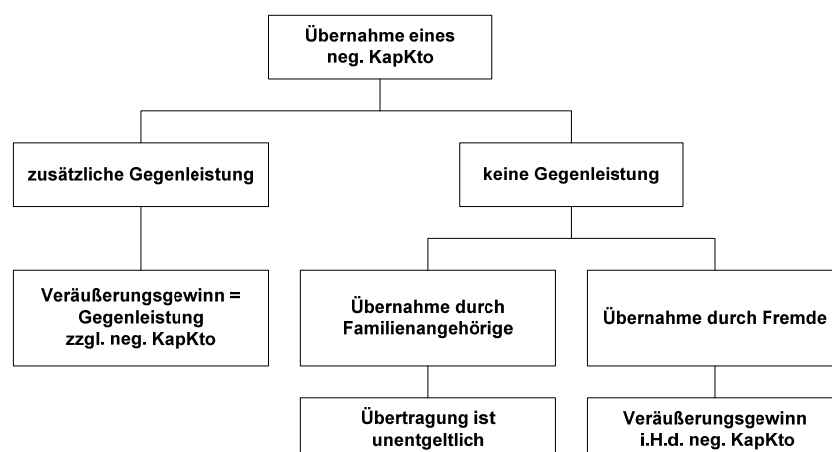 Übernahme eines
neg. KapKto
zusätzliche Gegenleistung
keine Gegenleistung
Veräußerungsgewinn =
Gegenleistung
zzgl. neg. KapKto
Übernahme durch
Familienangehörige
Übernahme durch Fremde
Übertragung ist
unentgeltlich
Veräußerungsgewinn
i.H.d. neg. KapKto